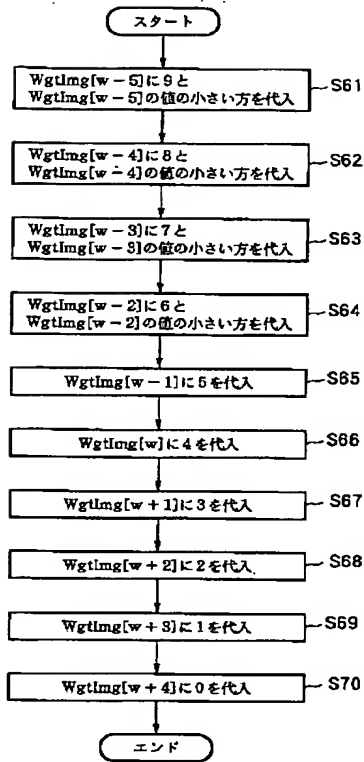 スタート
WgtImg[w−5]に9と
WgtImg[w−5]の値の小さい方を代入
S61
WgtImg[w−4]に8と
WgtImg[w−4]の値の小さい方を代入
S62
WgtImg[w−3]に7と
WgtImg[w−3]の値の小さい方を代入
S63
WgtImg[w−2]に6と
WgtImg[w−2]の値の小さい方を代入
S64
WgtImg[w−1]に5を代入
S65
WgtImg[w]に4を代入
S66
WgtImg[w+1]に3を代入
S67
WgtImg[w+2]に2を代入
S68
WgtImg[w+3]に1を代入
S69
WgtImg[w+4]に0を代入
S70
エンド